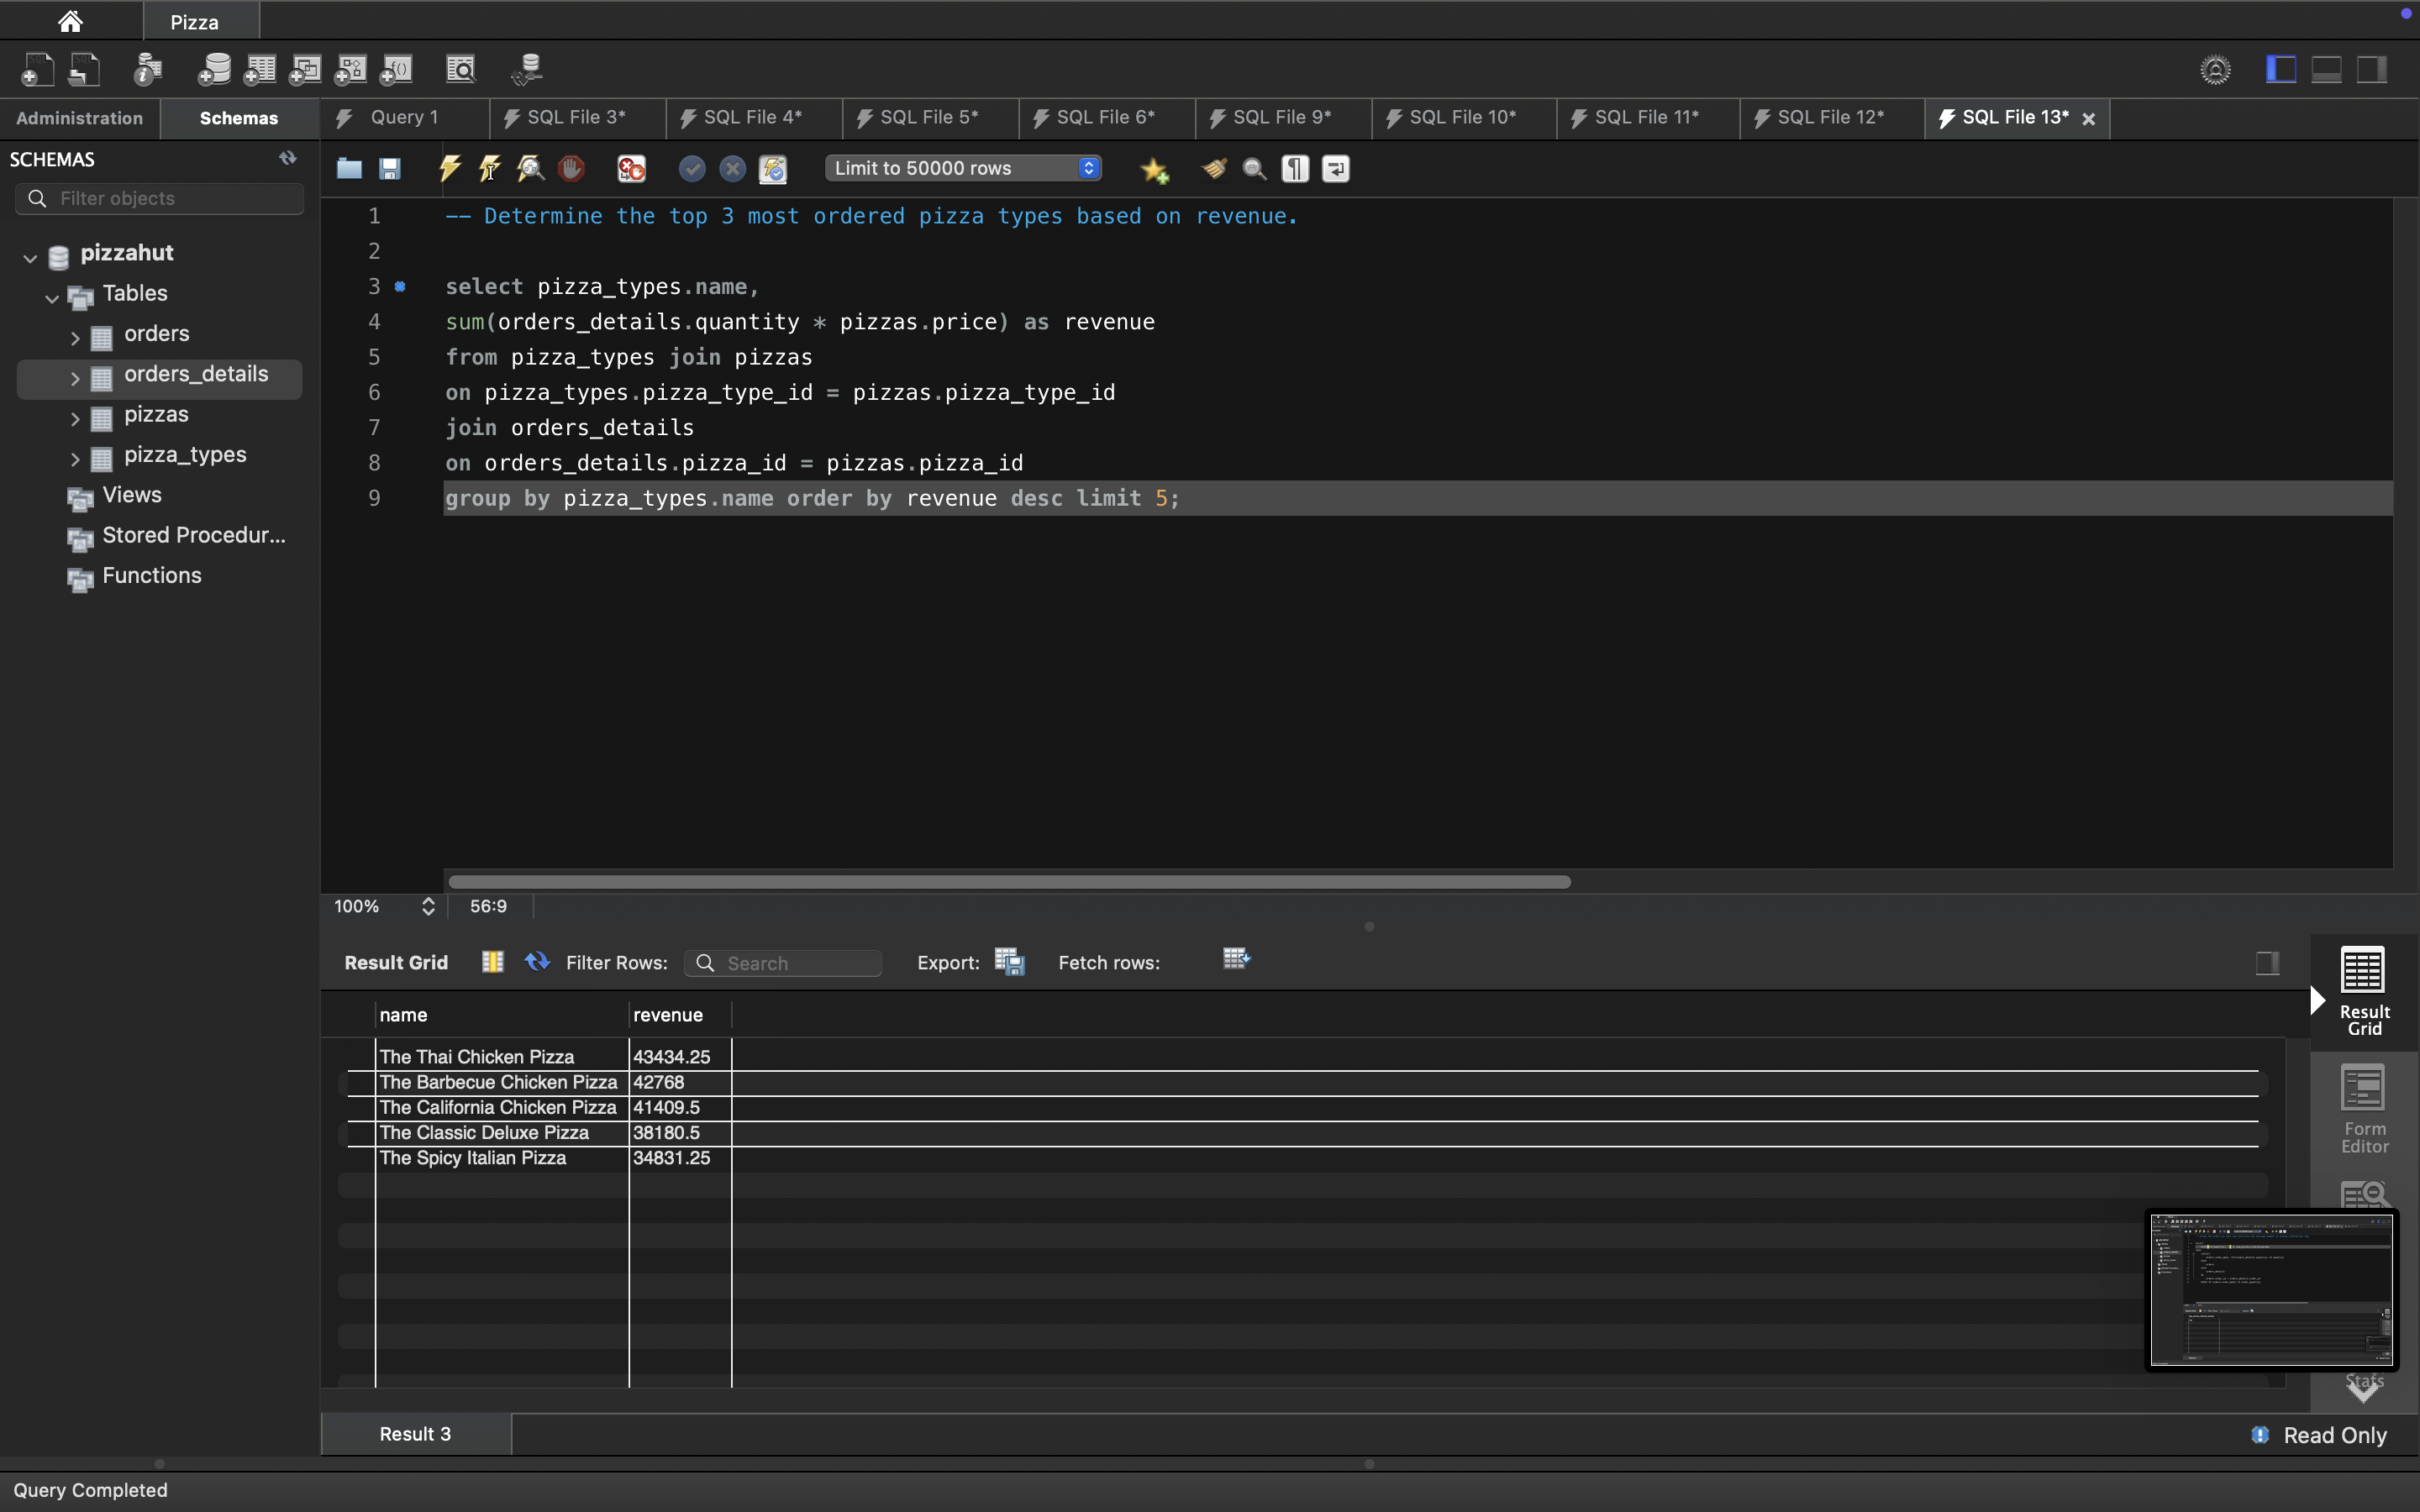 Pizza
Administration
Schemas
Query 1
SQL File 3*
SQL File 4*
SQL File 5*
SQL File 6*
SQL File 9*
SQL File 10*
SQL File 11*
SQL File 12*
SQL File 13*
SCHEMAS
Filter objects
pizzahut
Tables
orders
orders_details
pizzas
pizza_types
Views
Stored Procedur...
Functions
Limit to 50000 rows
1 -- Determine the top 3 most ordered pizza types based on revenue.
2
3 select pizza_types.name,
4 sum(orders_details.quantity * pizzas.price) as revenue
5 from pizza_types join pizzas
6 on pizza_types.pizza_type_id = pizzas.pizza_type_id
7 join orders_details
8 on orders_details.pizza_id = pizzas.pizza_id
9 group by pizza_types.name order by revenue desc limit 5;
100% 56:9
Result Grid Filter Rows: Search Export: Fetch rows:
name revenue
The Thai Chicken Pizza 43434.25
The Barbecue Chicken Pizza 42768
The California Chicken Pizza 41409.5
The Classic Deluxe Pizza 38180.5
The Spicy Italian Pizza 34831.25
Result
Grid
Form
Editor
Stats
Result 3
Read Only
Query Completed